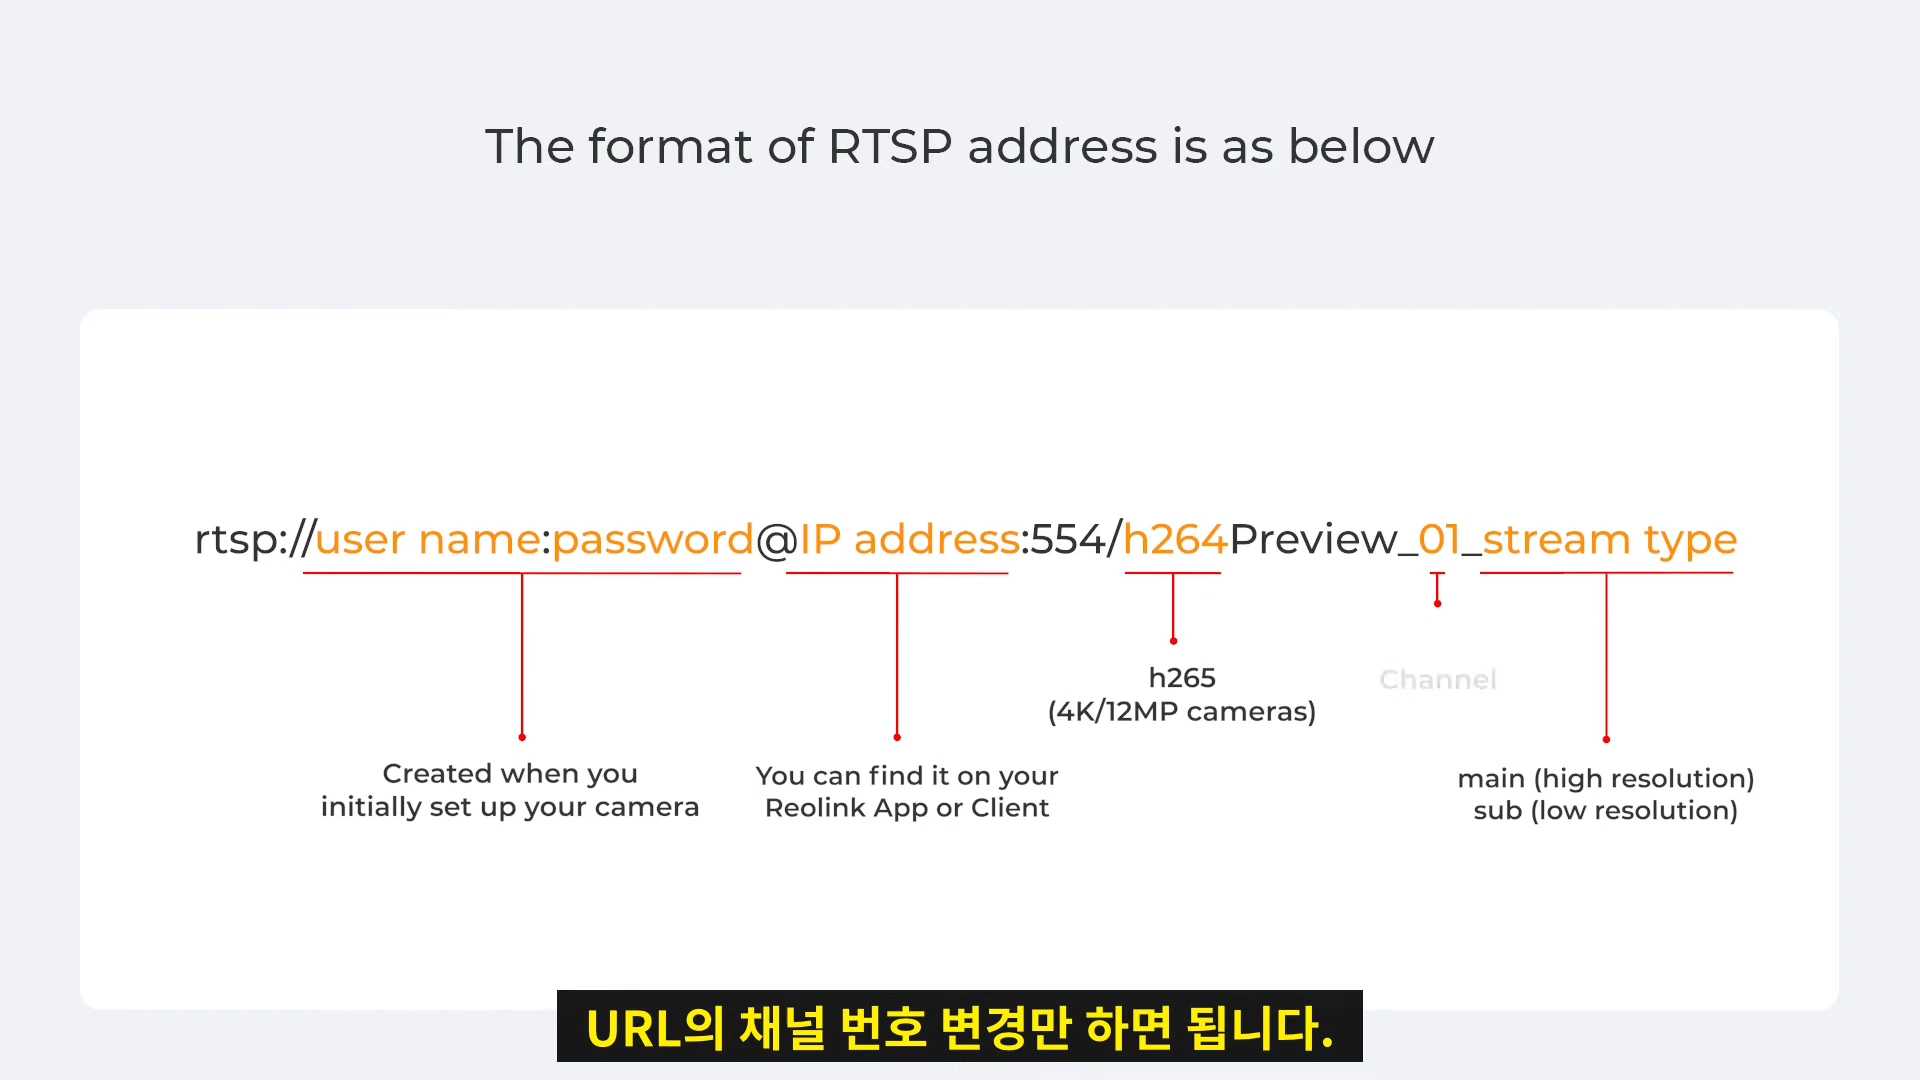 The format of RTSP address is as below
rtsp://user name:password@IP address:554/h264Preview_01_stream type
h265
(4K/12MP cameras)
Channel
Created when you
initially set up your camera
You can find it on your
Reolink App or Client
main (high resolution)
sub (low resolution)
URL의 채널 번호 변경만 하면 됩니다.